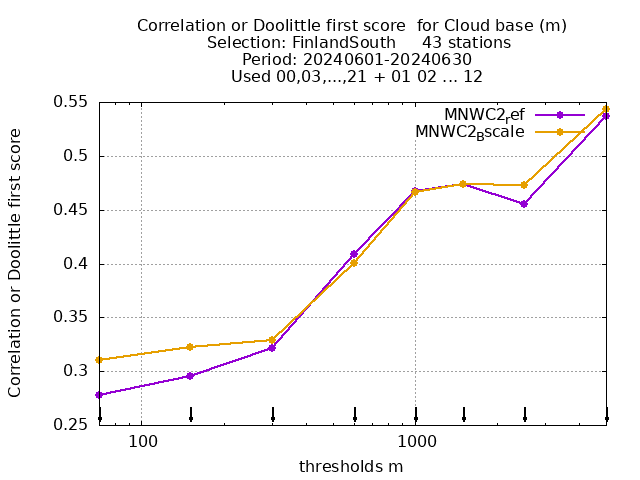 Correlation or Doolittle first score  for Cloud base (m)
Selection: FinlandSouth     43 stations
Period: 20240601-20240630
Used 00,03,...,21 + 01 02 ... 12
MNWC2_ref
MNWC2_Bscale
Correlation or Doolittle first score
0.55
0.5
0.45
0.4
0.35
0.3
0.25
100
1000
thresholds m